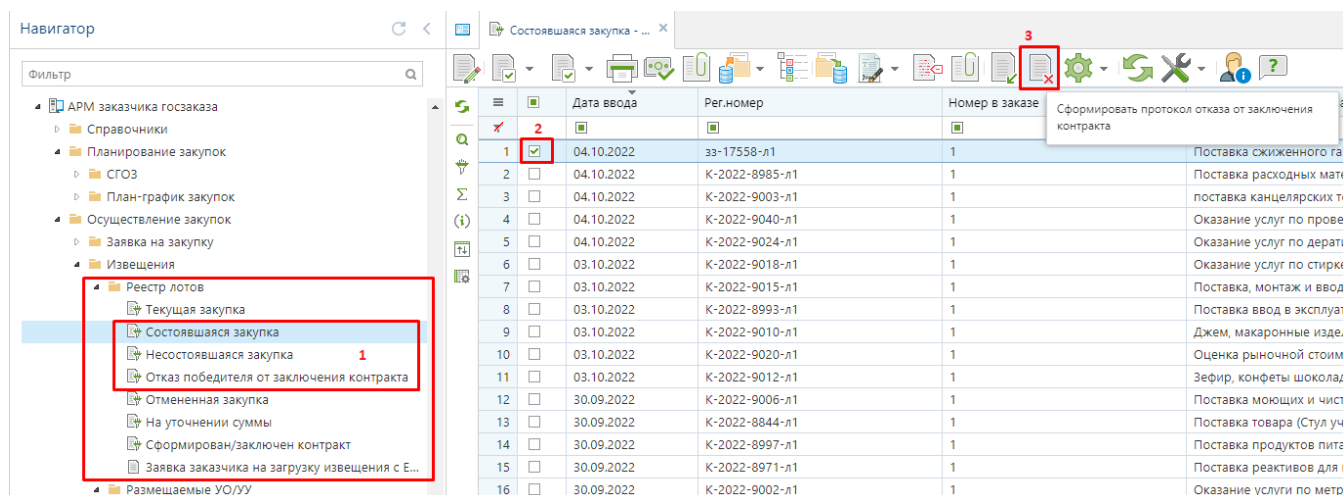 Навигатор
Состоявшаяся закупка - ...
3
Фильтр
АРМ заказчика госзаказа
Справочники
Планирование закупок
СГОЗ
План-график закупок
Осуществление закупок
Заявка на закупку
Извещения
Реестр лотов
Текущая закупка
Состоявшаяся закупка
Несостоявшаяся закупка 1
Отказ победителя от заключения контракта
Отмененная закупка
На уточнении суммы
Сформирован/заключен контракт
Заявка заказчика на загрузку извещения с Е...
Размещаемые УО/УУ
Дата ввода Рег.номер Номер в заказе
Сформировать протокол отказа от заключения
контракта
2
1 04.10.2022 зз-17558-л1 1 Поставка сжиженного га
2 04.10.2022 К-2022-8985-л1 1 Поставка расходных мате
3 04.10.2022 К-2022-9003-л1 1 поставка канцелярских т
4 04.10.2022 К-2022-9040-л1 1 Оказание услуг по прове
5 04.10.2022 К-2022-9024-л1 1 Оказание услуг по дерат
6 03.10.2022 К-2022-9018-л1 1 Оказание услуг по стирке
7 03.10.2022 К-2022-9015-л1 1 Поставка, монтаж и ввод
8 03.10.2022 К-2022-8993-л1 1 Поставка ввод в эксплуат
9 03.10.2022 К-2022-9010-л1 1 Джем, макаронные изде
10 03.10.2022 К-2022-9020-л1 1 Оценка рыночной стоим
11 03.10.2022 К-2022-9012-л1 1 Зефир, конфеты шоколад
12 30.09.2022 К-2022-9006-л1 1 Поставка моющих и чист
13 30.09.2022 К-2022-8844-л1 1 Поставка товара (Стул уч
14 30.09.2022 К-2022-8997-л1 1 Поставка продуктов пита
15 30.09.2022 К-2022-8971-л1 1 Поставка реактивов для
16 30.09.2022 К-2022-9002-л1 1 Оказание услуги по метр